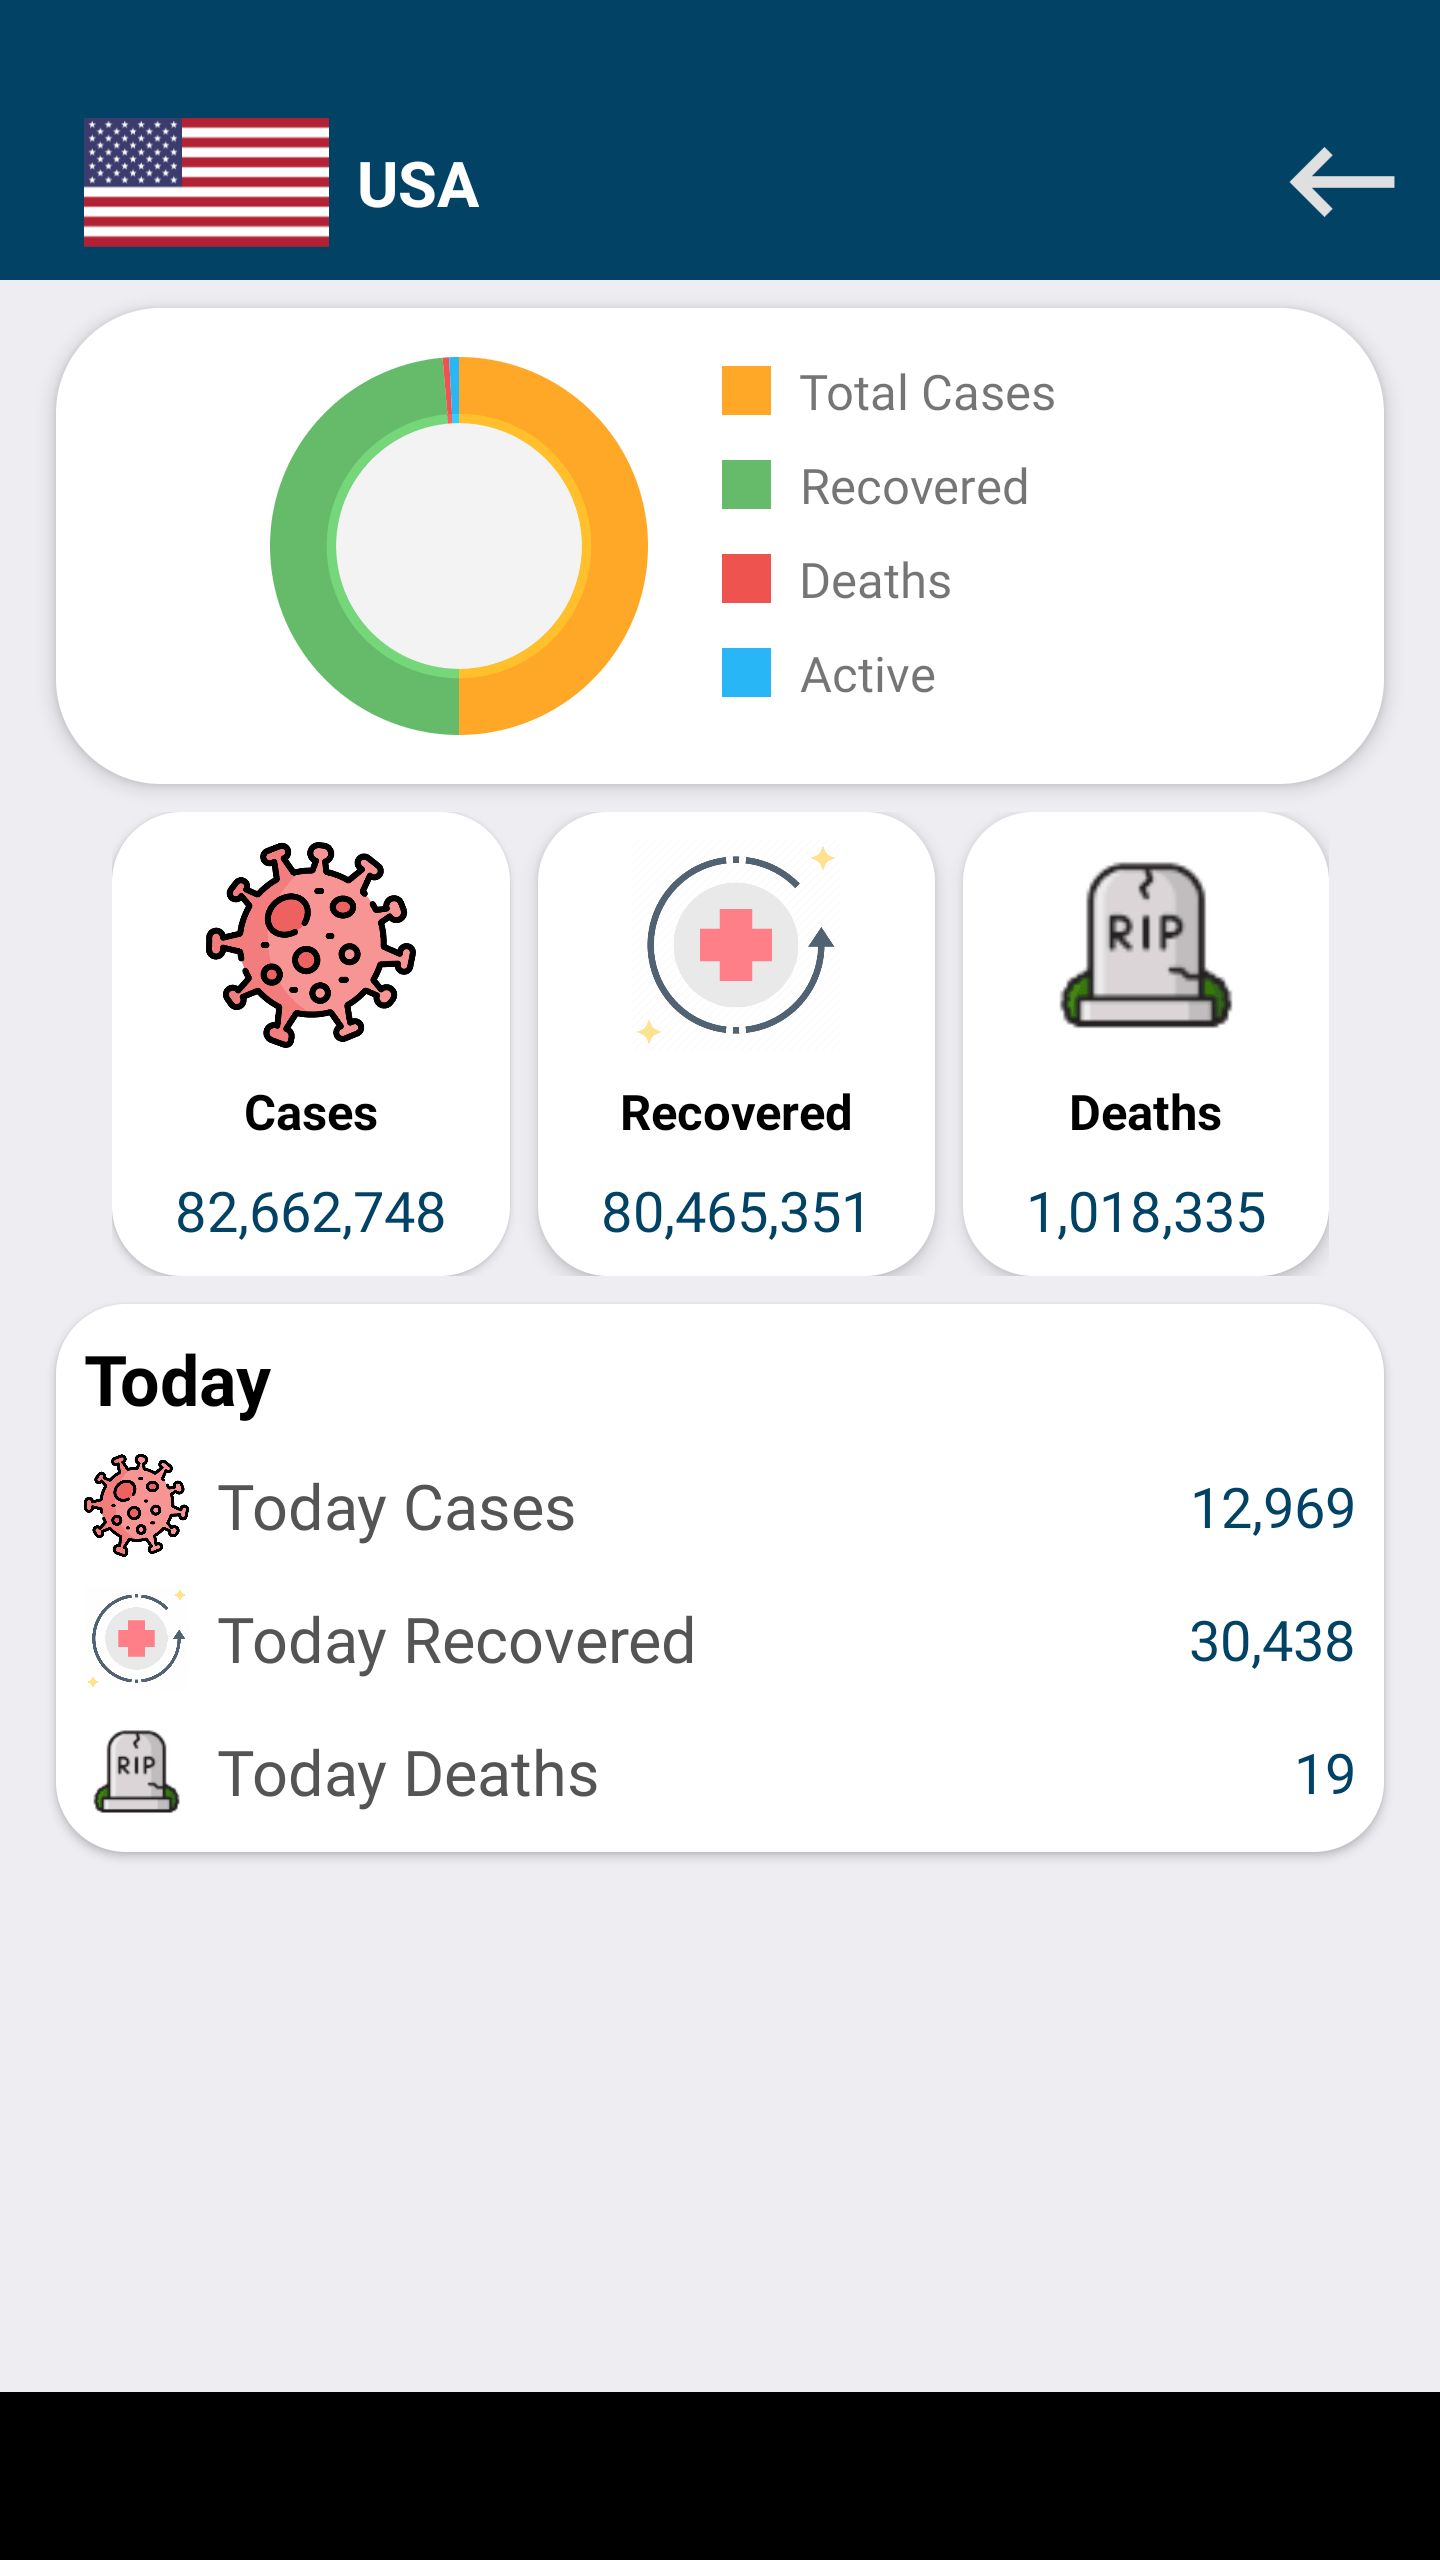 USA
Total Cases
Recovered
Deaths
Active
RIP
Cases
Recovered
Deaths
82,662,748
80,465,351
1,018,335
Today
Today Cases
12,969
Today Recovered
30,438
RIP
Today Deaths
19